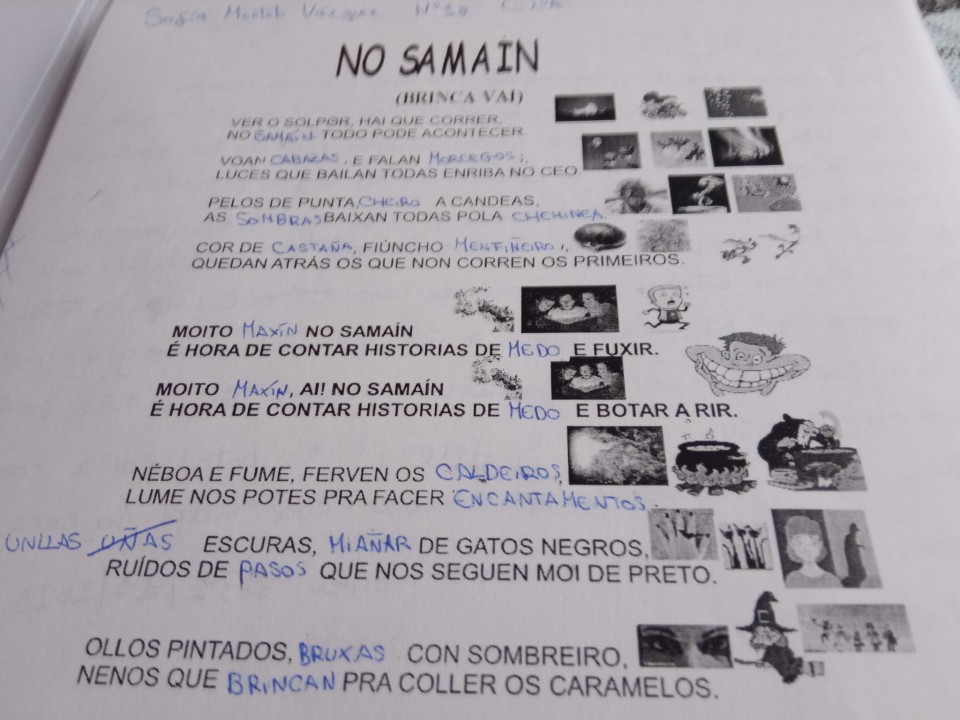 NO SAMAÍN
(BRINCA VAI)
VER O SOLPOR, HAI QUE CORRER,
NO SAMAÍN TODO PODE ACONTECER
VOAN CABAZAS, E FALAN MORCEGOS,
LUCES QUE BAILAN TODAS ENRIBA NO CEO.
PELOS DE PUNTA, CHEIRO A CANDEAS,
AS SOMBRAS BAIXAN TODAS POLA CHEMINEA.
COR DE CASTAÑA, FIÚNCHO MENTIÑEIRO,
QUEDAN ATRÁS OS QUE NON CORREN OS PRIMEIROS.
MOITO MAXÍN NO SAMAÍN
É HORA DE CONTAR HISTORIAS DE MEDO E FUXIR.
MOITO MAXÍN, AI! NO SAMAÍN
É HORA DE CONTAR HISTORIAS DE MEDO E BOTAR A RIR.
NÉBOA E FUME, FERVEN OS CALDEIROS,
LUME NOS POTES PRA FACER ENCANTAMENTOS.
UNLLAS UÑAS ESCURAS, MIAÑAR DE GATOS NEGROS,
RUÍDOS DE PASOS QUE NOS SEGUEN MOI DE PRETO.
OLLOS PINTADOS, BRUXAS CON SOMBREIRO,
NENOS QUE BRINCAN PRA COLLER OS CARAMELOS.